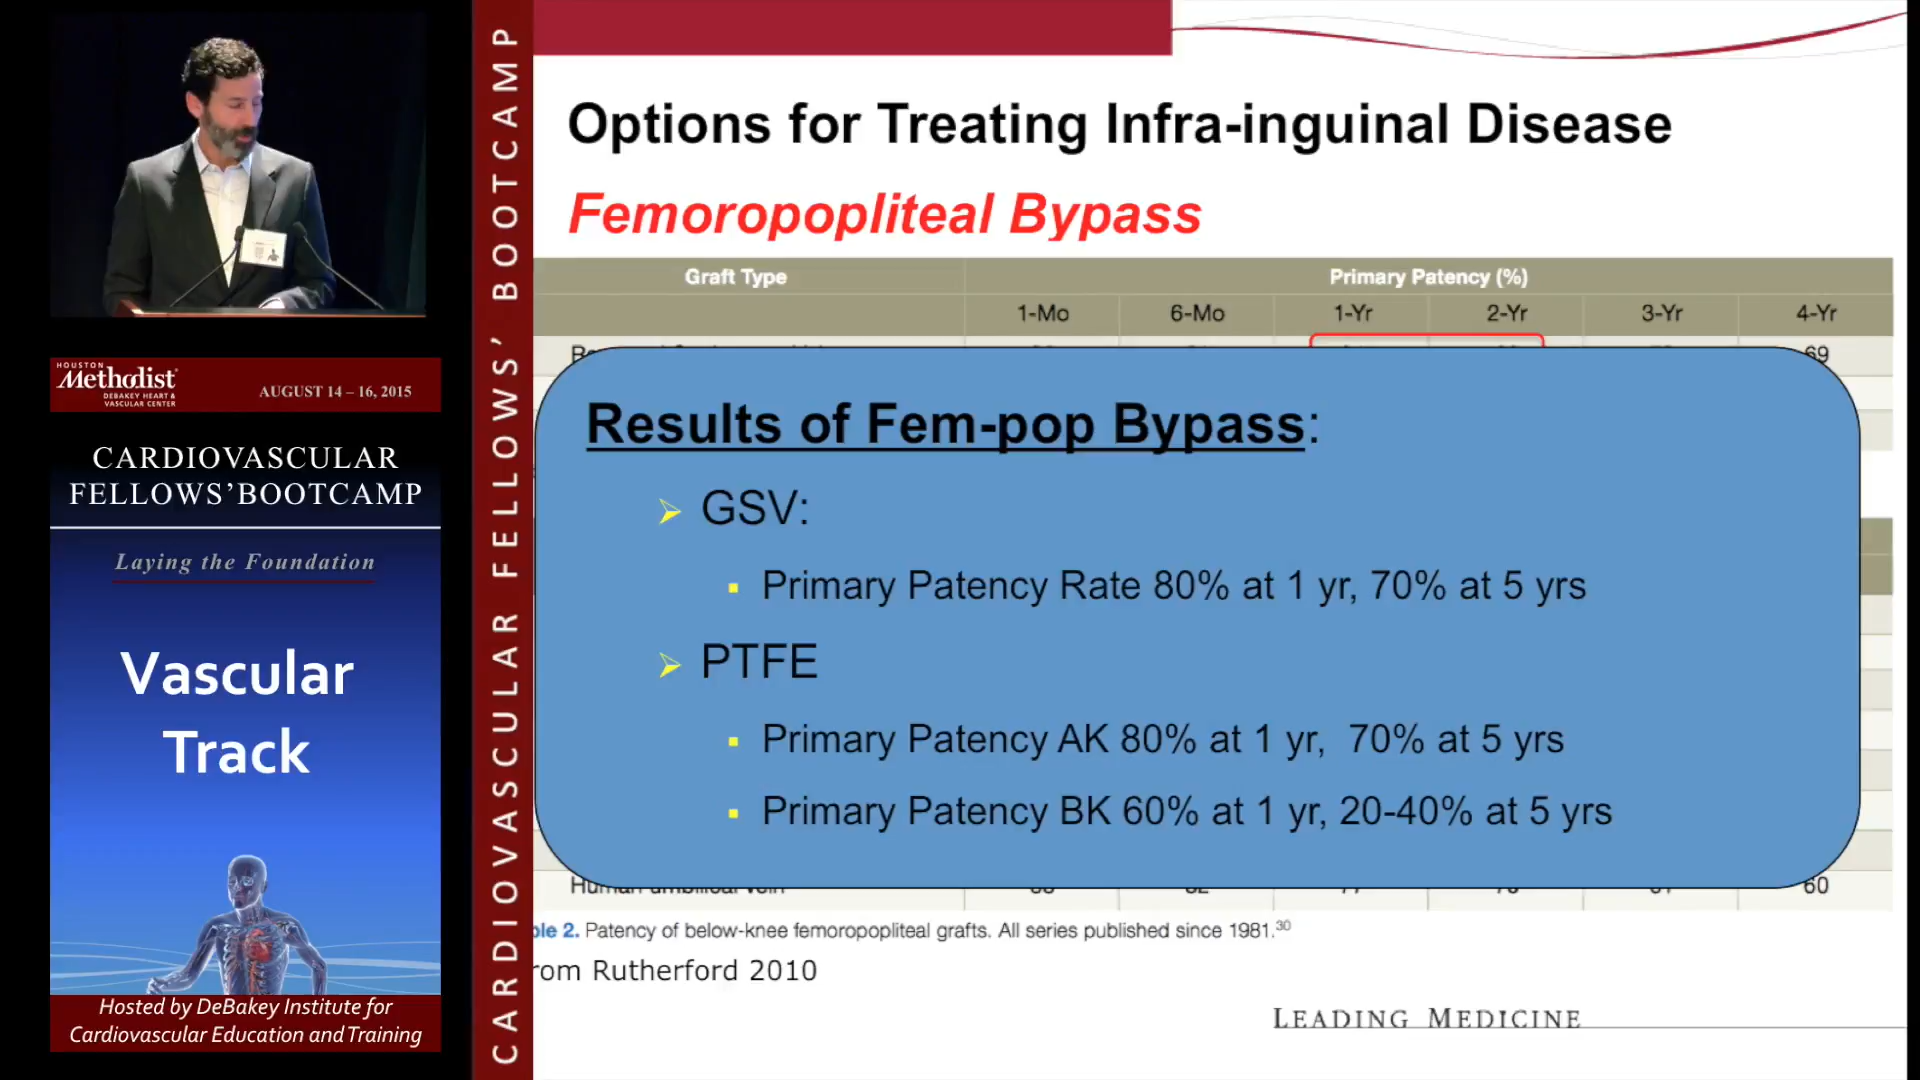 HOUSTON
Methodist
DEBAKEY HEART &
VASCULAR CENTER
AUGUST 14 – 16, 2015
CARDIOVASCULAR
FELLOWS'BOOTCAMP
Laying the Foundation
Vascular
Track
Hosted by DeBakey Institute for
Cardiovascular Education and Training
CARDIOVASCULAR FELLOWS' BOOTCAMP
Options for Treating Infra-inguinal Disease
Femoropopliteal Bypass
Graft Type Primary Patency (%)
1-Mo 6-Mo 1-Yr 2-Yr 3-Yr 4-Yr
69
Results of Fem-pop Bypass:
➢ GSV:
▪ Primary Patency Rate 80% at 1 yr, 70% at 5 yrs
➢ PTFE
▪ Primary Patency AK 80% at 1 yr, 70% at 5 yrs
▪ Primary Patency BK 60% at 1 yr, 20-40% at 5 yrs
Human umbilical vein 60
ble 2. Patency of below-knee femoropopliteal grafts. All series published since 1981.30
rom Rutherford 2010
LEADING MEDICINE